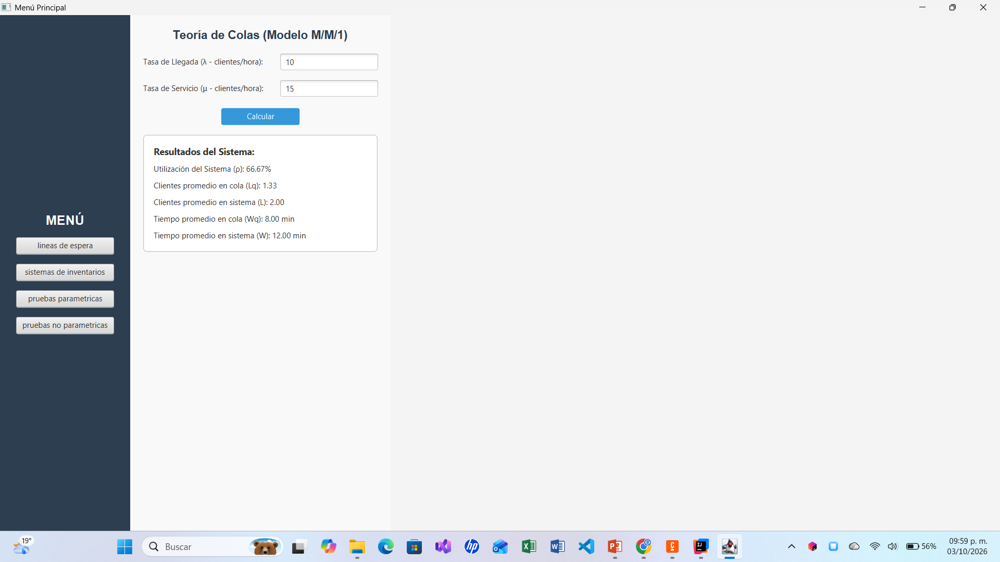 Menú Principal
Teoría de Colas (Modelo M/M/1)
Tasa de Llegada (λ - clientes/hora): 10
Tasa de Servicio (μ - clientes/hora): 15
Calcular
Resultados del Sistema:
Utilización del Sistema (ρ): 66.67%
Clientes promedio en cola (Lq): 1.33
Clientes promedio en sistema (L): 2.00
Tiempo promedio en cola (Wq): 8.00 min
Tiempo promedio en sistema (W): 12.00 min
MENÚ
lineas de espera
sistemas de inventarios
pruebas parametricas
pruebas no parametricas
19°
Buscar
56%
09:59 p. m.
03/10/2026